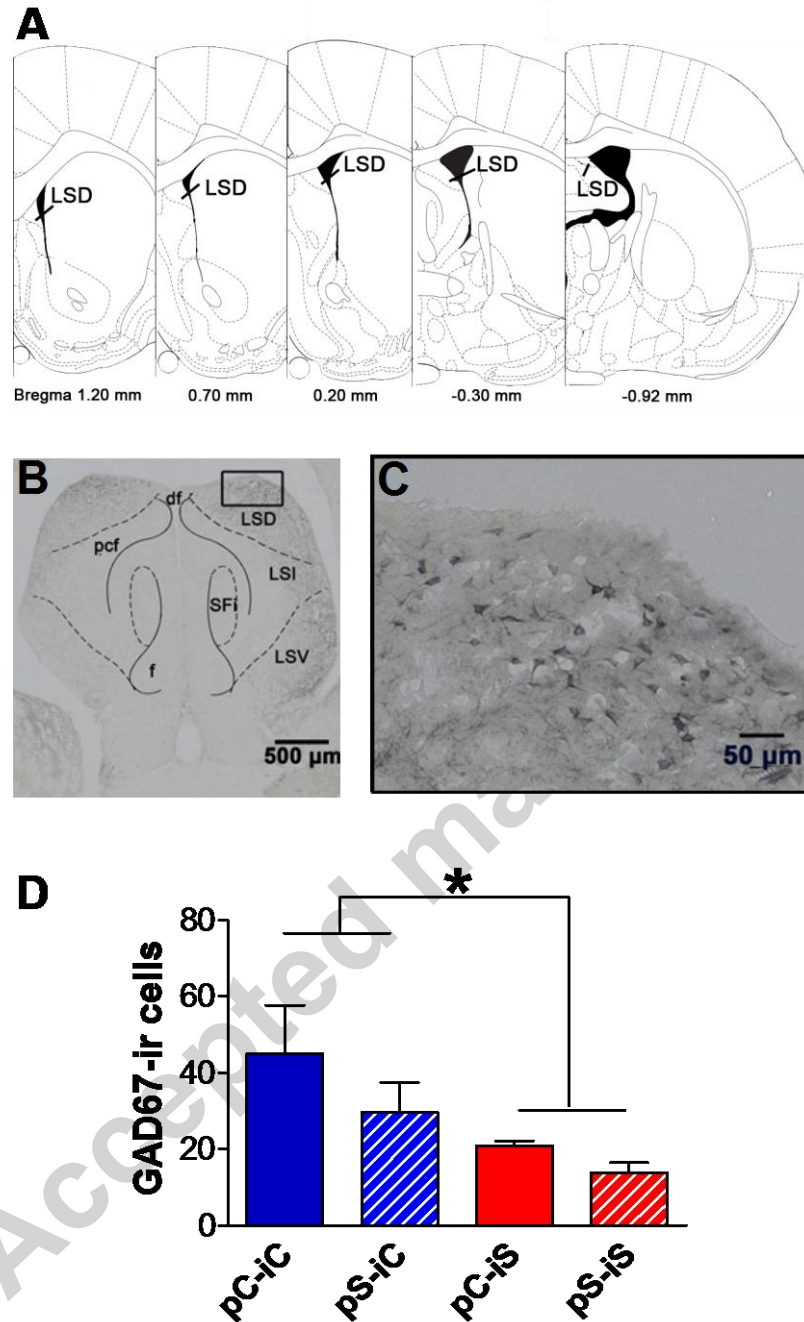 A
LSD LSD LSD LSD LSD
Bregma 1.20 mm 0.70 mm 0.20 mm -0.30 mm -0.92 mm
B
df
LSD
pcf
LSI
SFi
LSV
f
500 µm
C
50 µm
D
*
80
60
40
20
0
GAD67-ir cells
pC-iC pS-iC pC-iS pS-iS
Accepted ma